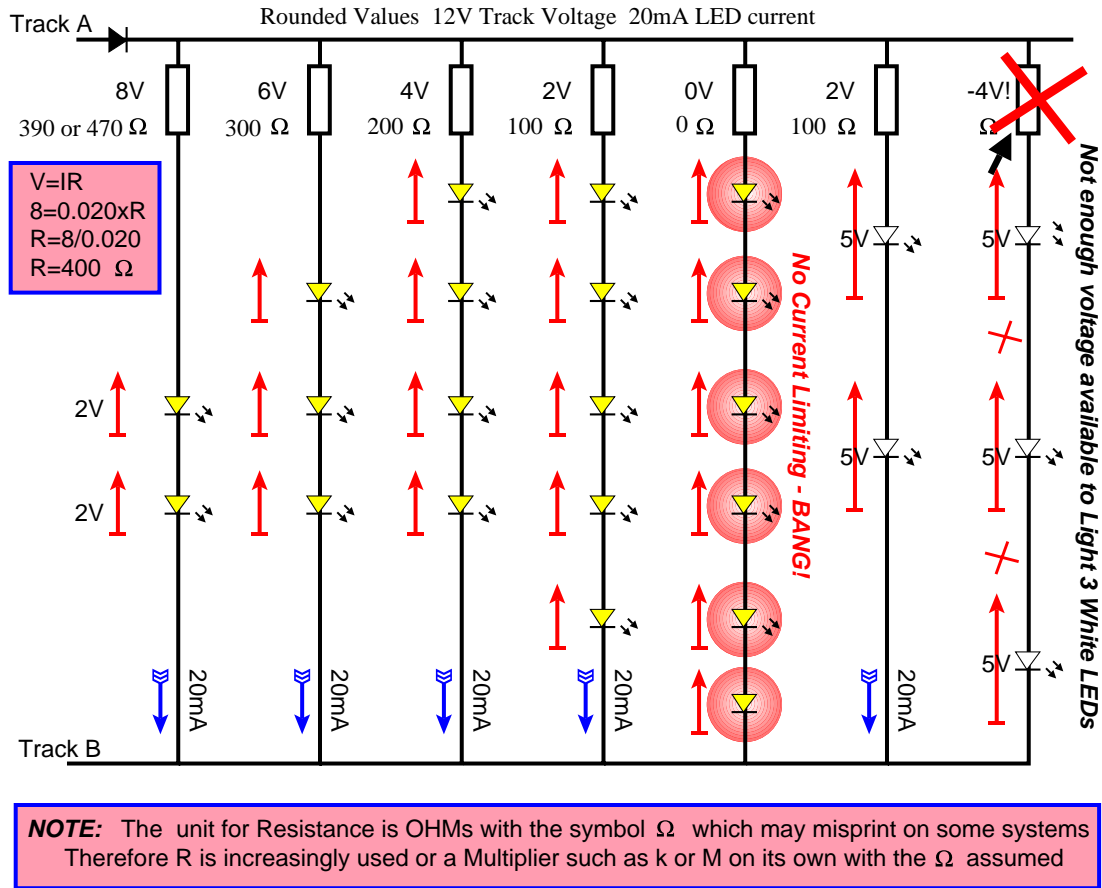 Rounded Values 12V Track Voltage 20mA LED current
Track A
8V
6V
4V
2V
0V
2V
-4V!
390 or 470 Ω
300 Ω
200 Ω
100 Ω
0 Ω
100 Ω
Ω
V=IR
8=0.020xR
R=8/0.020
R=400 Ω
5V
5V
2V
5V
5V
2V
5V
No Current Limiting - BANG!
Not enough voltage available to Light 3 White LEDs
20mA
20mA
20mA
20mA
20mA
Track B
NOTE: The unit for Resistance is OHMs with the symbol Ω which may misprint on some systems
Therefore R is increasingly used or a Multiplier such as k or M on its own with the Ω assumed